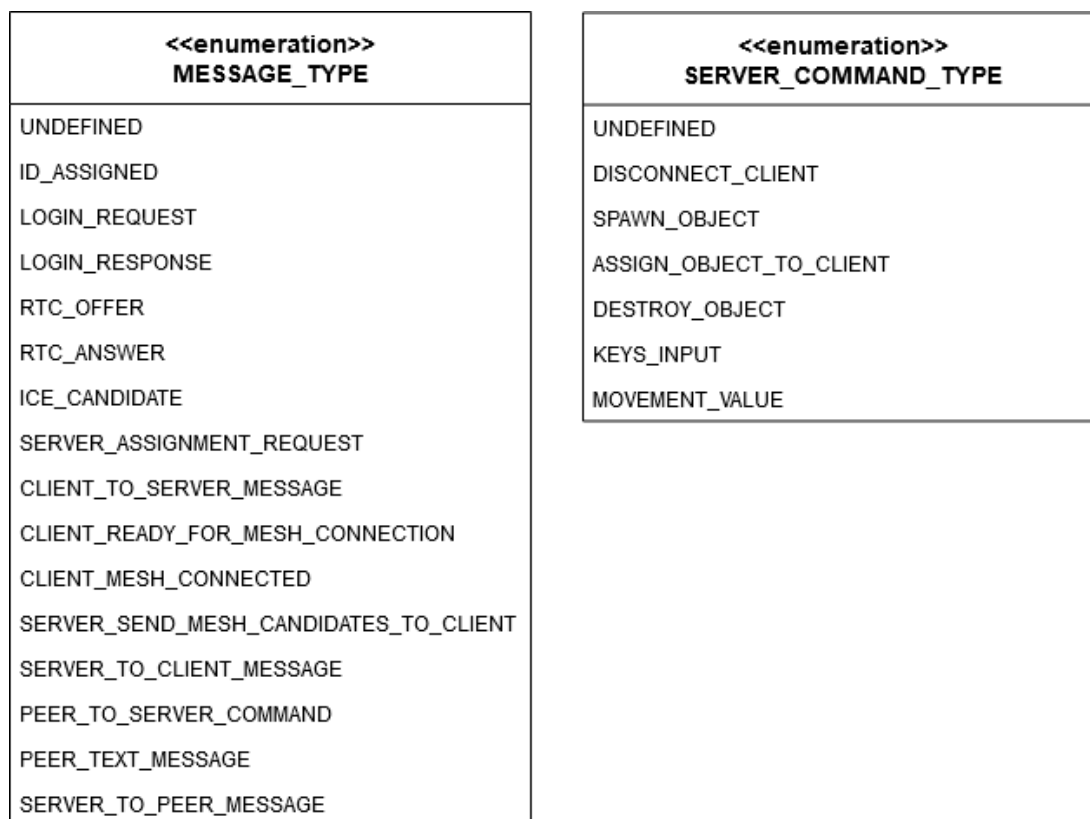 <<enumeration>>
MESSAGE_TYPE
UNDEFINED
ID_ASSIGNED
LOGIN_REQUEST
LOGIN_RESPONSE
RTC_OFFER
RTC_ANSWER
ICE_CANDIDATE
SERVER_ASSIGNMENT_REQUEST
CLIENT_TO_SERVER_MESSAGE
CLIENT_READY_FOR_MESH_CONNECTION
CLIENT_MESH_CONNECTED
SERVER_SEND_MESH_CANDIDATES_TO_CLIENT
SERVER_TO_CLIENT_MESSAGE
PEER_TO_SERVER_COMMAND
PEER_TEXT_MESSAGE
SERVER_TO_PEER_MESSAGE
<<enumeration>>
SERVER_COMMAND_TYPE
UNDEFINED
DISCONNECT_CLIENT
SPAWN_OBJECT
ASSIGN_OBJECT_TO_CLIENT
DESTROY_OBJECT
KEYS_INPUT
MOVEMENT_VALUE